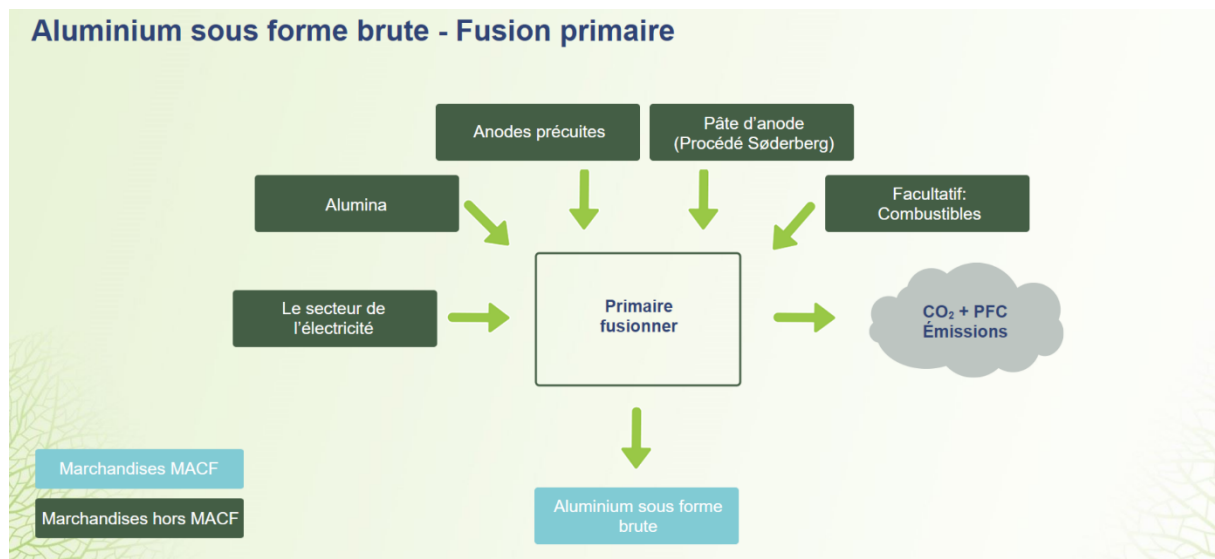 Aluminium sous forme brute - Fusion primaire
Anodes précuites
Pâte d'anode
(Procédé Søderberg)
Alumina
Facultatif:
Combustibles
Le secteur de
l'électricité
Primaire
fusionner
CO₂ + PFC
Émissions
Marchandises MACF
Marchandises hors MACF
Aluminium sous forme
brute